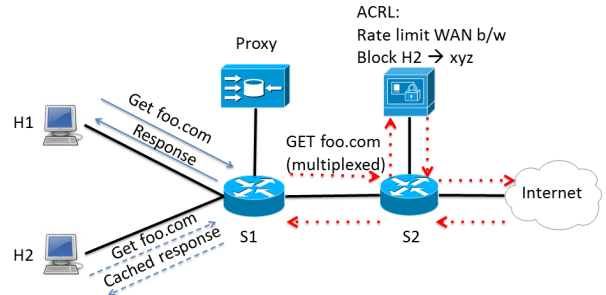 ACRL:
Rate limit WAN b/w
Block H2 → xyz
Proxy
H1
Get foo.com
Response
GET foo.com
(multiplexed)
Internet
S1
S2
H2
Get foo.com
Cached response